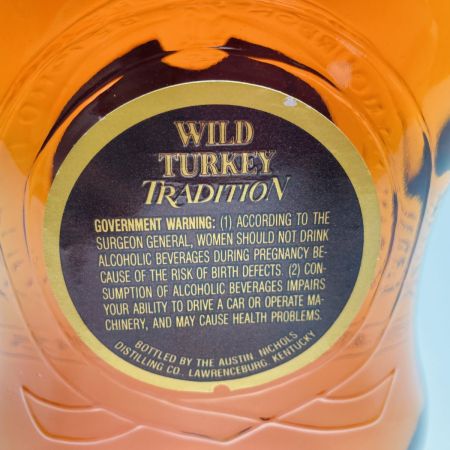 WILD
TURKEY
TRADITION
GOVERNMENT WARNING: (1) ACCORDING TO THE
SURGEON GENERAL, WOMEN SHOULD NOT DRINK
ALCOHOLIC BEVERAGES DURING PREGNANCY BE-
CAUSE OF THE RISK OF BIRTH DEFECTS. (2) CON-
SUMPTION OF ALCOHOLIC BEVERAGES IMPAIRS
YOUR ABILITY TO DRIVE A CAR OR OPERATE MA-
CHINERY, AND MAY CAUSE HEALTH PROBLEMS.
BOTTLED BY THE AUSTIN, NICHOLS
DISTILLING CO., LAWRENCEBURG, KENTUCKY